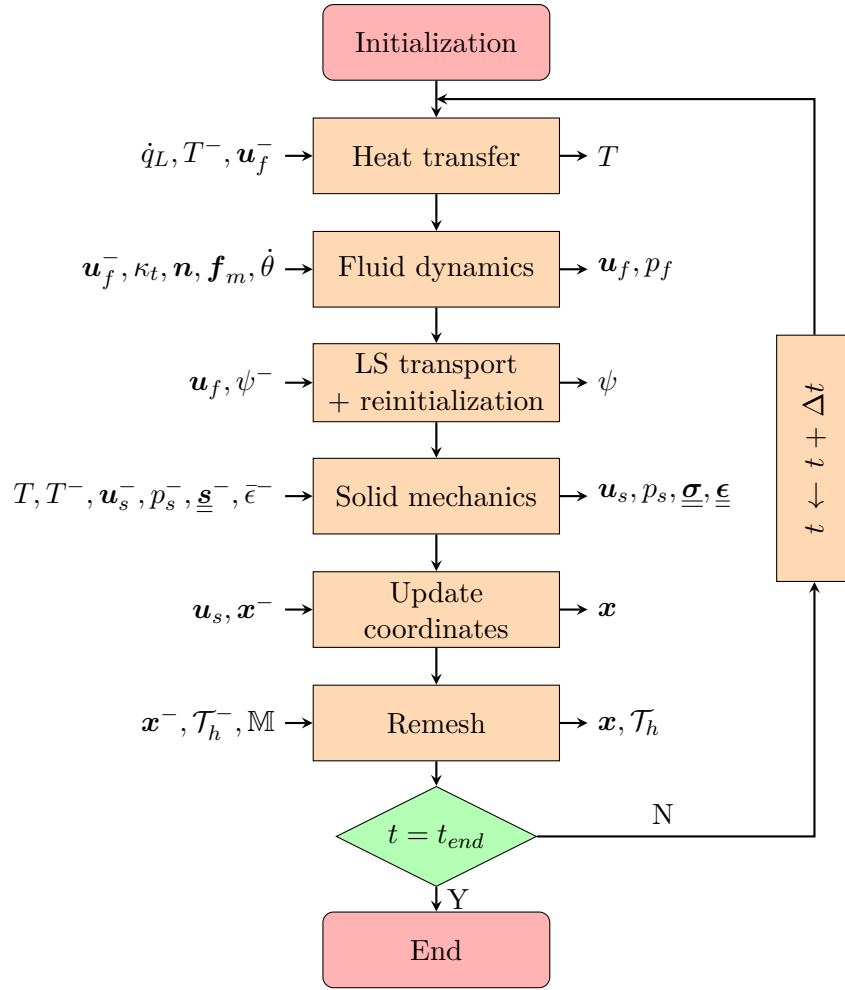 Initialization
q̇_L, T⁻, 𝒖_f⁻
Heat transfer
T
𝒖_f⁻, κ_t, 𝒏, 𝒇_m, θ̇
Fluid dynamics
𝒖_f, p_f
𝒖_f, ψ⁻
LS transport
+ reinitialization
ψ
T, T⁻, 𝒖_s⁻, p_s⁻, 𝒔̳⁻, ϵ̄⁻
Solid mechanics
𝒖_s, p_s, 𝝈̳, 𝝐̳
t ← t + Δt
𝒖_s, 𝒙⁻
Update
coordinates
𝒙
𝒙⁻, 𝒯_h⁻, 𝕄
Remesh
𝒙, 𝒯_h
t = t_end
N
Y
End